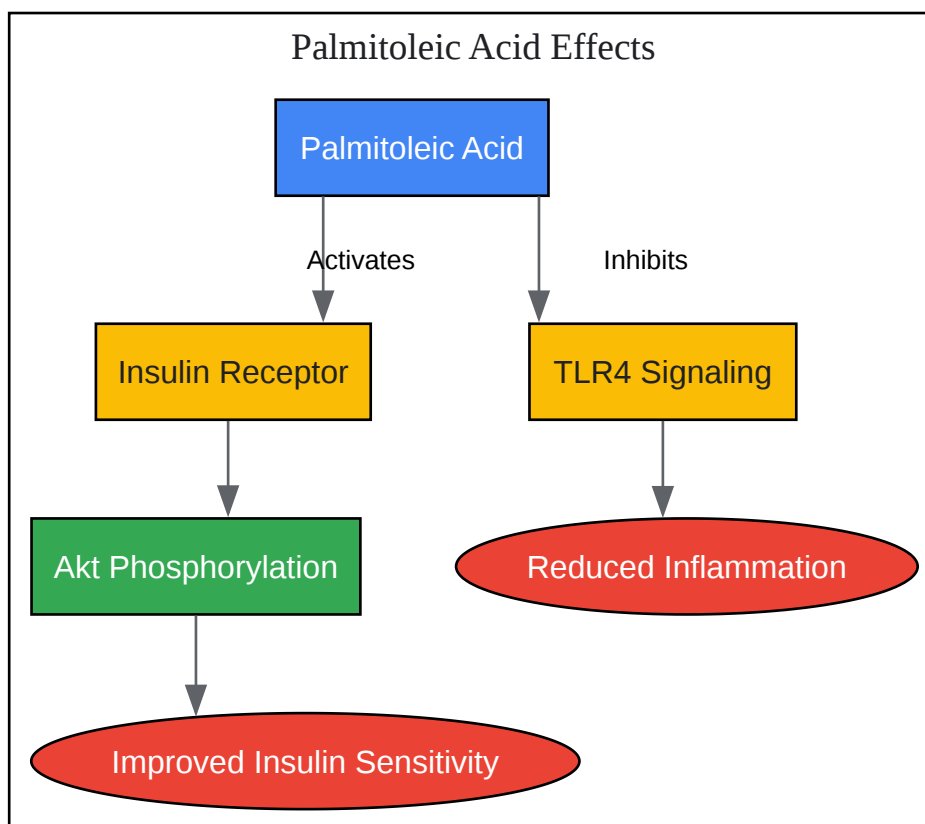 Palmitoleic Acid Effects
Palmitoleic Acid
Activates
Inhibits
Insulin Receptor
TLR4 Signaling
Akt Phosphorylation
Reduced Inflammation
Improved Insulin Sensitivity